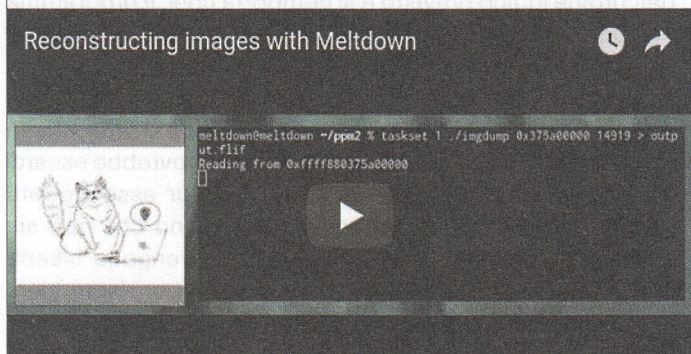 Reconstructing images with Meltdown
meltdown@meltdown ~/ppm2 % taskset 1 ./imgdump 0x375a00000 14919 > outp
ut.flif
Reading from 0xffff880375a00000